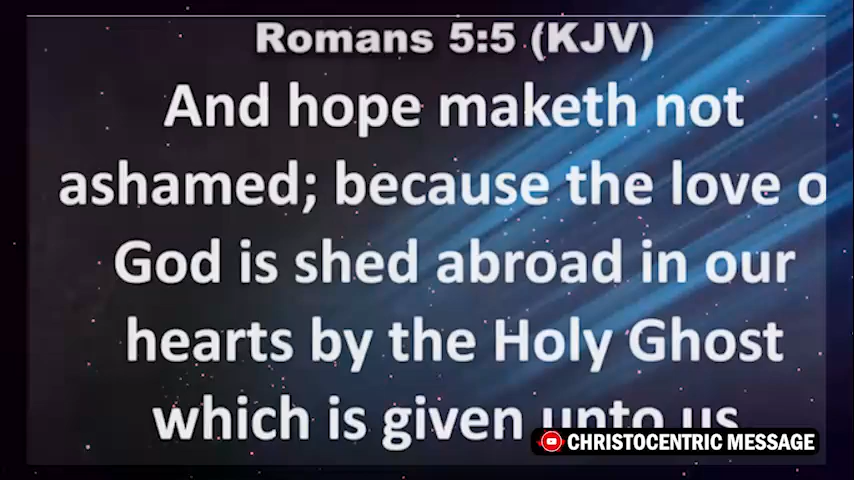 Romans 5:5 (KJV)
And hope maketh not
ashamed; because the love o
God is shed abroad in our
hearts by the Holy Ghost
which is given unto us
CHRISTOCENTRIC MESSAGE